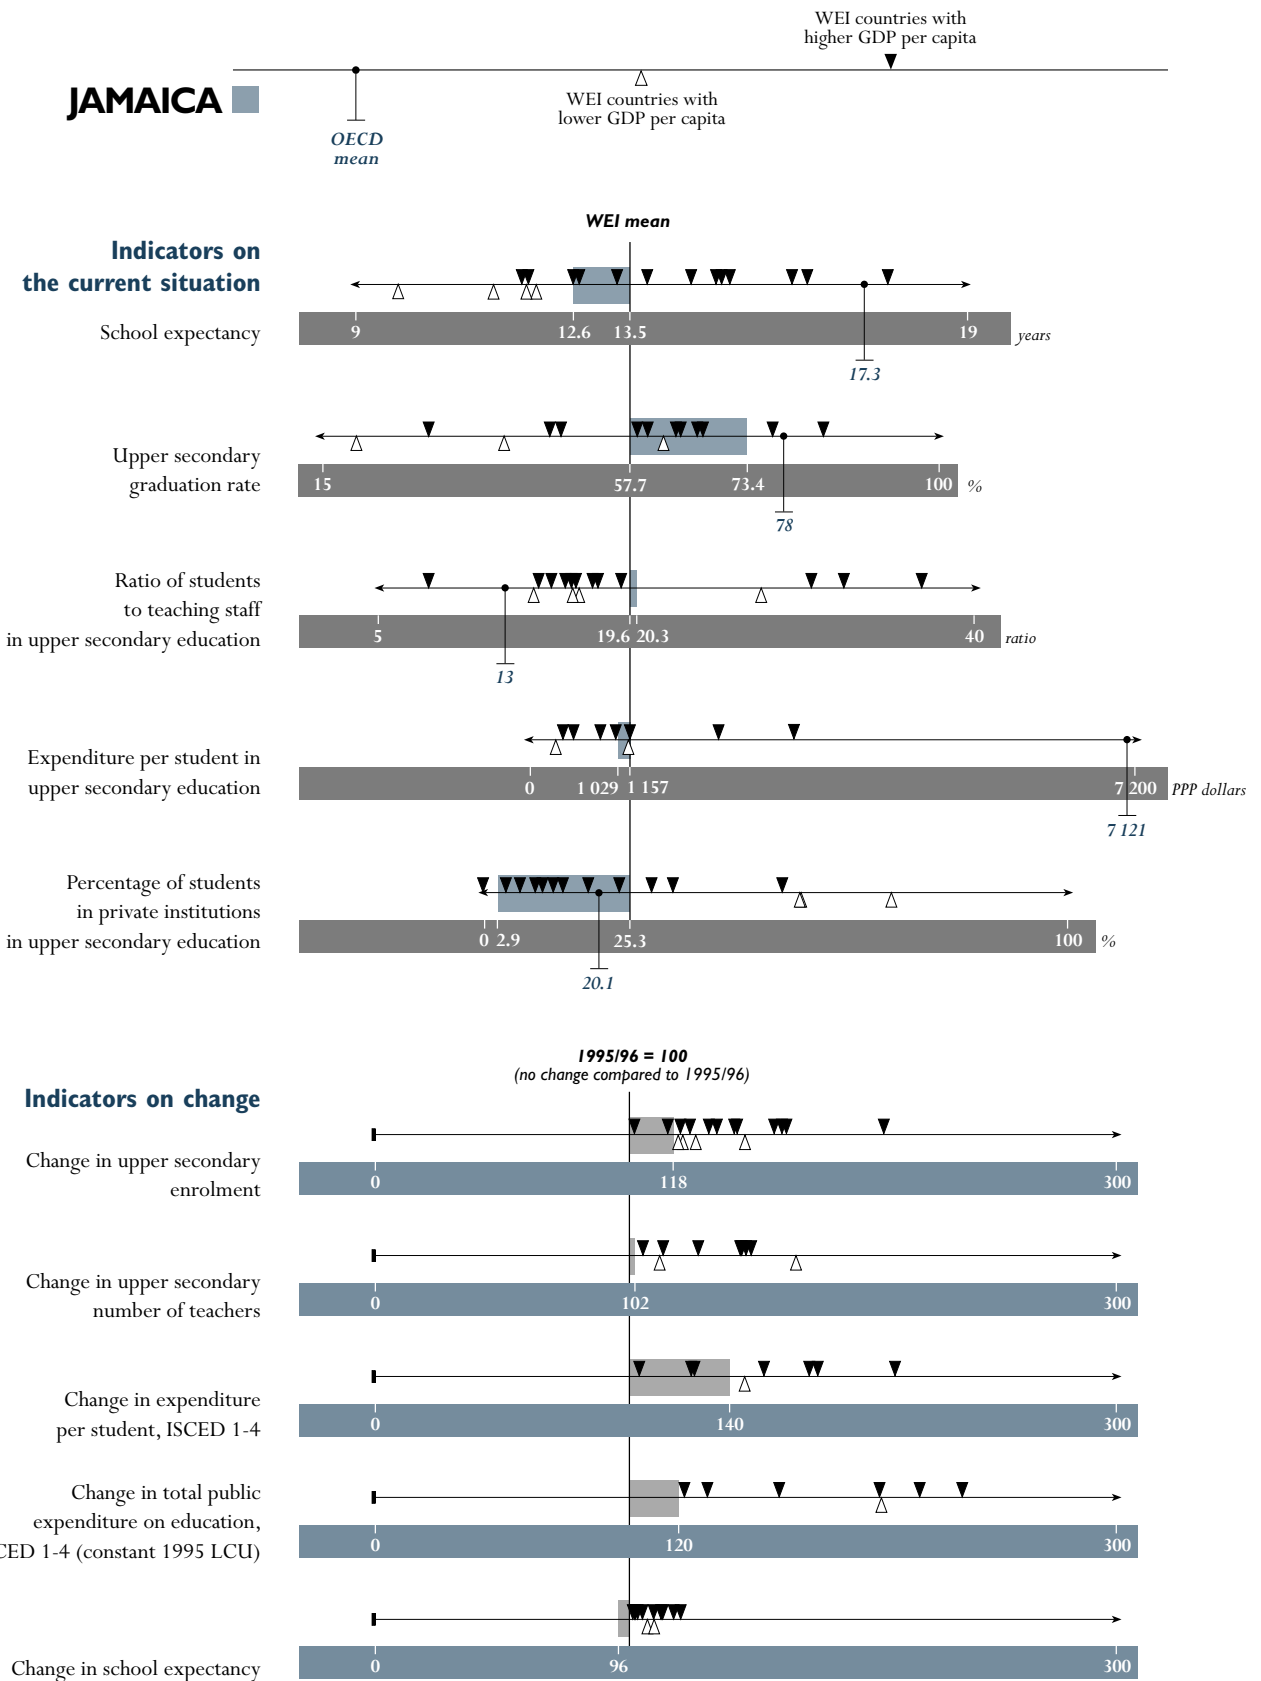 WEI countries with
higher GDP per capita
JAMAICA
WEI countries with
lower GDP per capita
OECD
mean
WEI mean
Indicators on
the current situation
School expectancy
9 12.6 13.5 19 years
17.3
Upper secondary
graduation rate
15 57.7 73.4 100 %
78
Ratio of students
to teaching staff
in upper secondary education
5 19.6 20.3 40 ratio
13
Expenditure per student in
upper secondary education
0 1 029 1 157 7 200 PPP dollars
7 121
Percentage of students
in private institutions
in upper secondary education
0 2.9 25.3 100 %
20.1
1995/96 = 100
(no change compared to 1995/96)
Indicators on change
Change in upper secondary
enrolment
0 118 300
Change in upper secondary
number of teachers
0 102 300
Change in expenditure
per student, ISCED 1-4
0 140 300
Change in total public
expenditure on education,
CED 1-4 (constant 1995 LCU)
0 120 300
Change in school expectancy
0 96 300